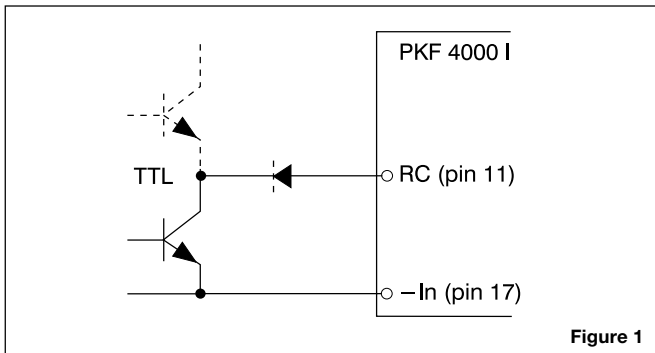 PKF 4000 I
TTL
RC (pin 11)
–In (pin 17)
Figure 1